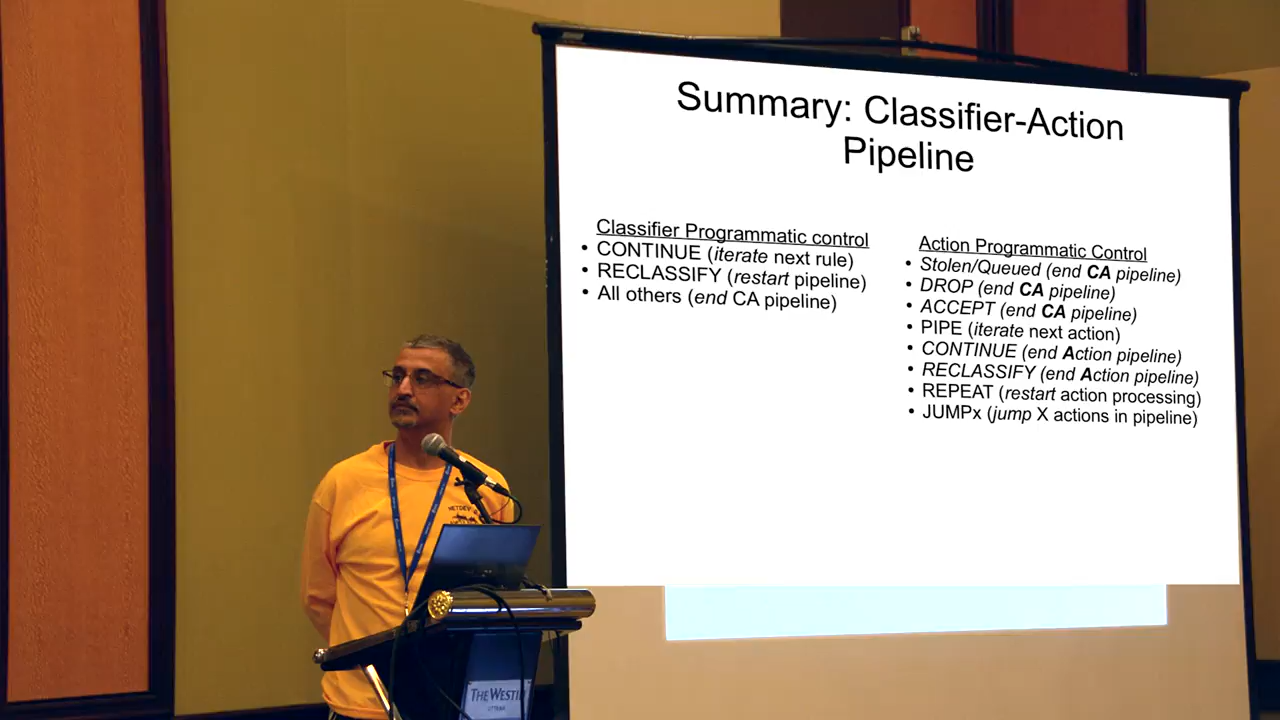 Summary: Classifier-Action
Pipeline
Classifier Programmatic control
• CONTINUE (iterate next rule)
• RECLASSIFY (restart pipeline)
• All others (end CA pipeline)
Action Programmatic Control
• Stolen/Queued (end CA pipeline)
• DROP (end CA pipeline)
• ACCEPT (end CA pipeline)
• PIPE (iterate next action)
• CONTINUE (end Action pipeline)
• RECLASSIFY (end Action pipeline)
• REPEAT (restart action processing)
• JUMPx (jump X actions in pipeline)
NETDEV
THE WESTIN